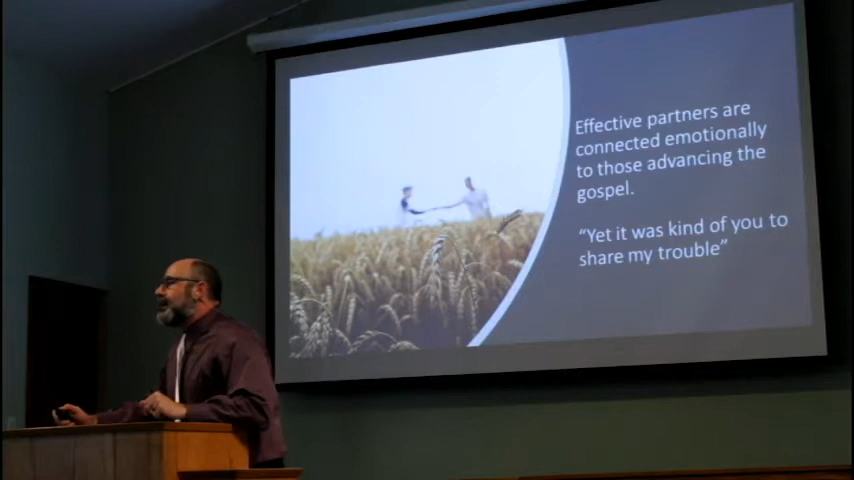 Effective partners are
connected emotionally
to those advancing the
gospel.
“Yet it was kind of you to
share my trouble”